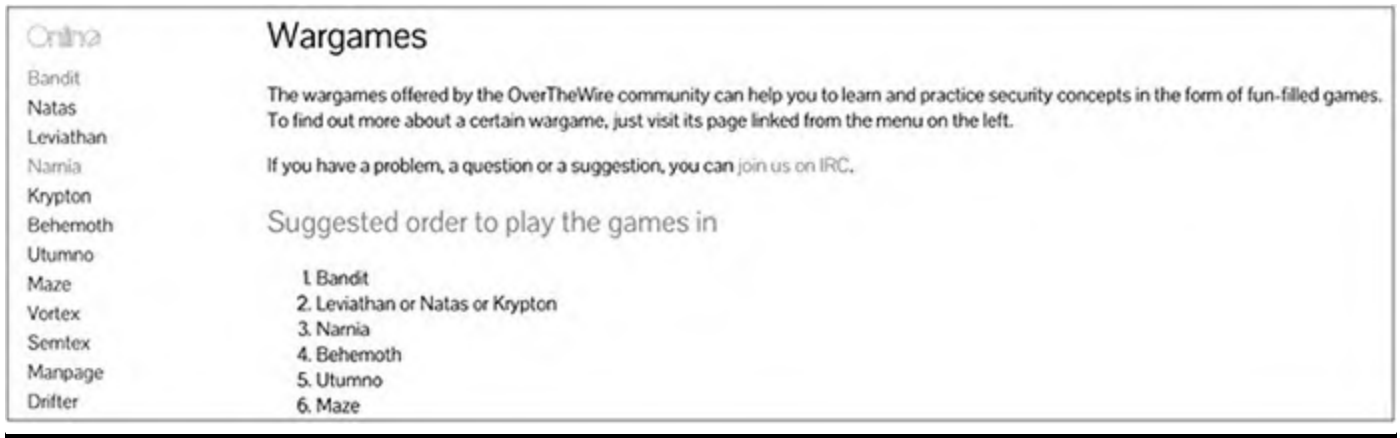 Online
Bandit
Natas
Leviathan
Narnia
Krypton
Behemoth
Utumno
Maze
Vortex
Semtex
Manpage
Drifter
Wargames
The wargames offered by the OverTheWire community can help you to learn and practice security concepts in the form of fun-filled games.
To find out more about a certain wargame, just visit its page linked from the menu on the left.
If you have a problem, a question or a suggestion, you can join us on IRC.
Suggested order to play the games in
1. Bandit
2. Leviathan or Natas or Krypton
3. Narnia
4. Behemoth
5. Utumno
6. Maze